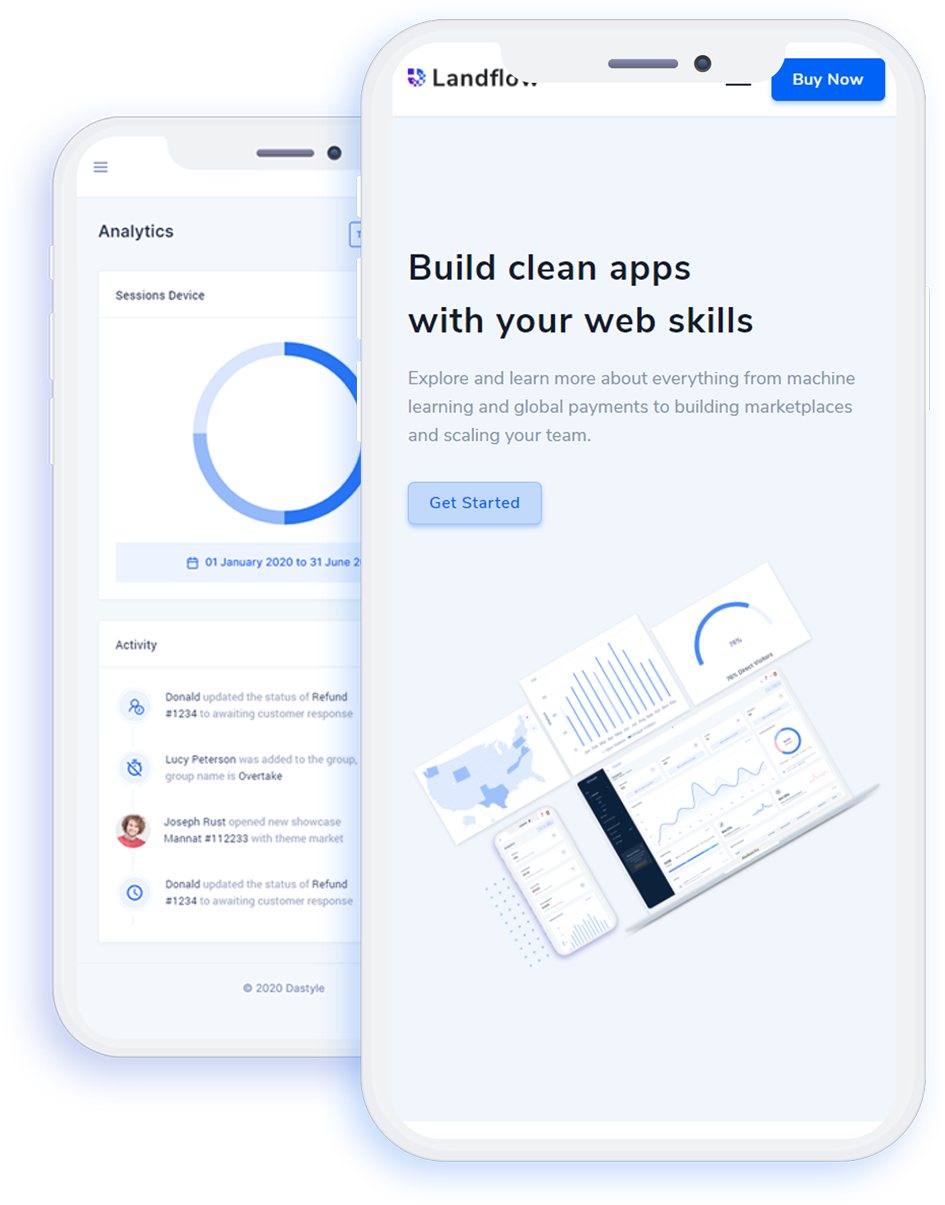 Analytics
Sessions Device
01 January 2020 to 31 June
Activity
Donald updated the status of Refund
#1234 to awaiting customer response
Lucy Peterson was added to the group,
group name is Overtake
Joseph Rust opened new showcase
Mannat #112233 with theme market
Donald updated the status of Refund
#1234 to awaiting customer response
© 2020 Dastyle
Landflow
Buy Now
Build clean apps
with your web skills
Explore and learn more about everything from machine
learning and global payments to building marketplaces
and scaling your team.
Get Started
76%
76% Direct Visitors